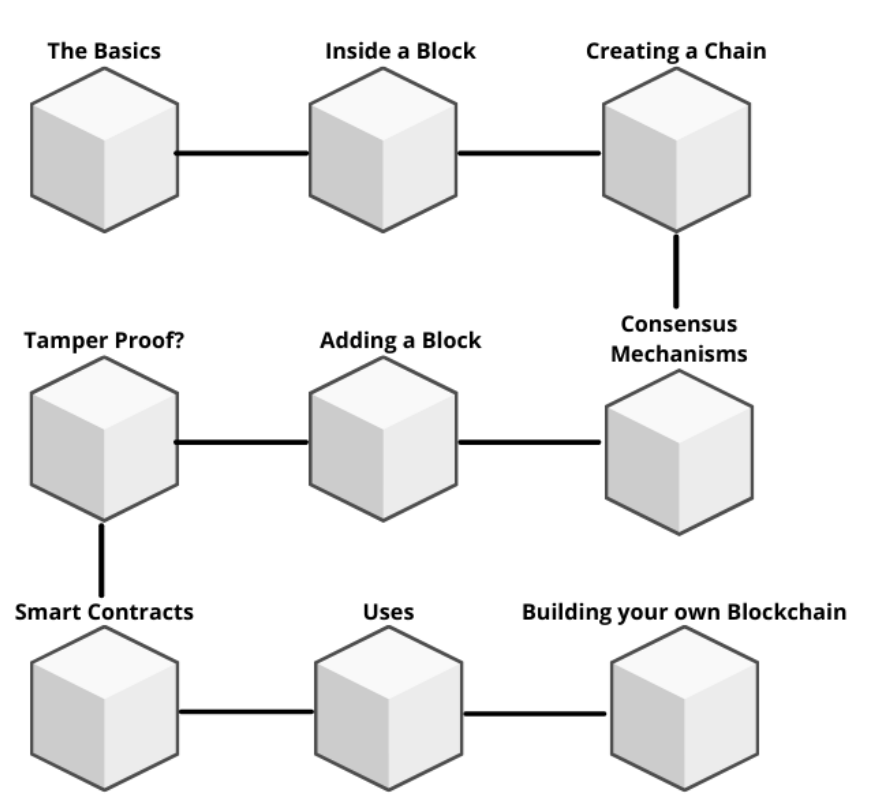 The Basics
Inside a Block
Creating a Chain
Tamper Proof?
Adding a Block
Consensus
Mechanisms
Smart Contracts
Uses
Building your own Blockchain